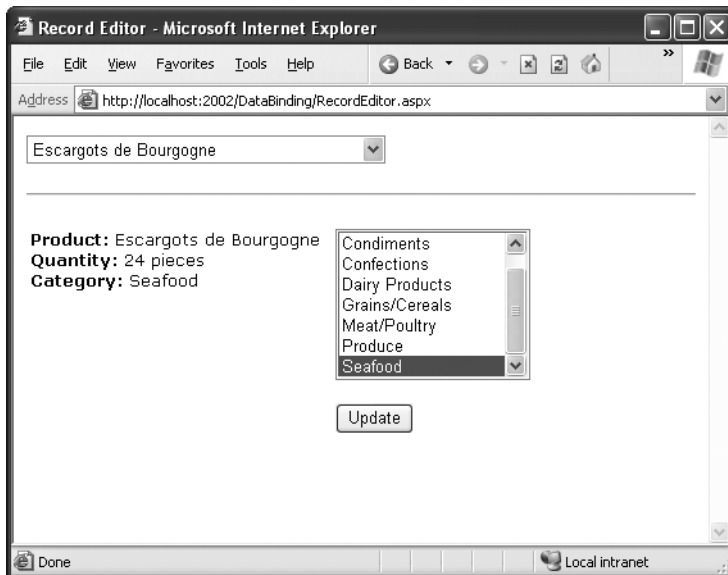 Record Editor - Microsoft Internet Explorer
File Edit View Favorites Tools Help Back »
Address http://localhost:2002/DataBinding/RecordEditor.aspx
Escargots de Bourgogne
Product: Escargots de Bourgogne
Quantity: 24 pieces
Category: Seafood
Condiments
Confections
Dairy Products
Grains/Cereals
Meat/Poultry
Produce
Seafood
Update
Done Local intranet